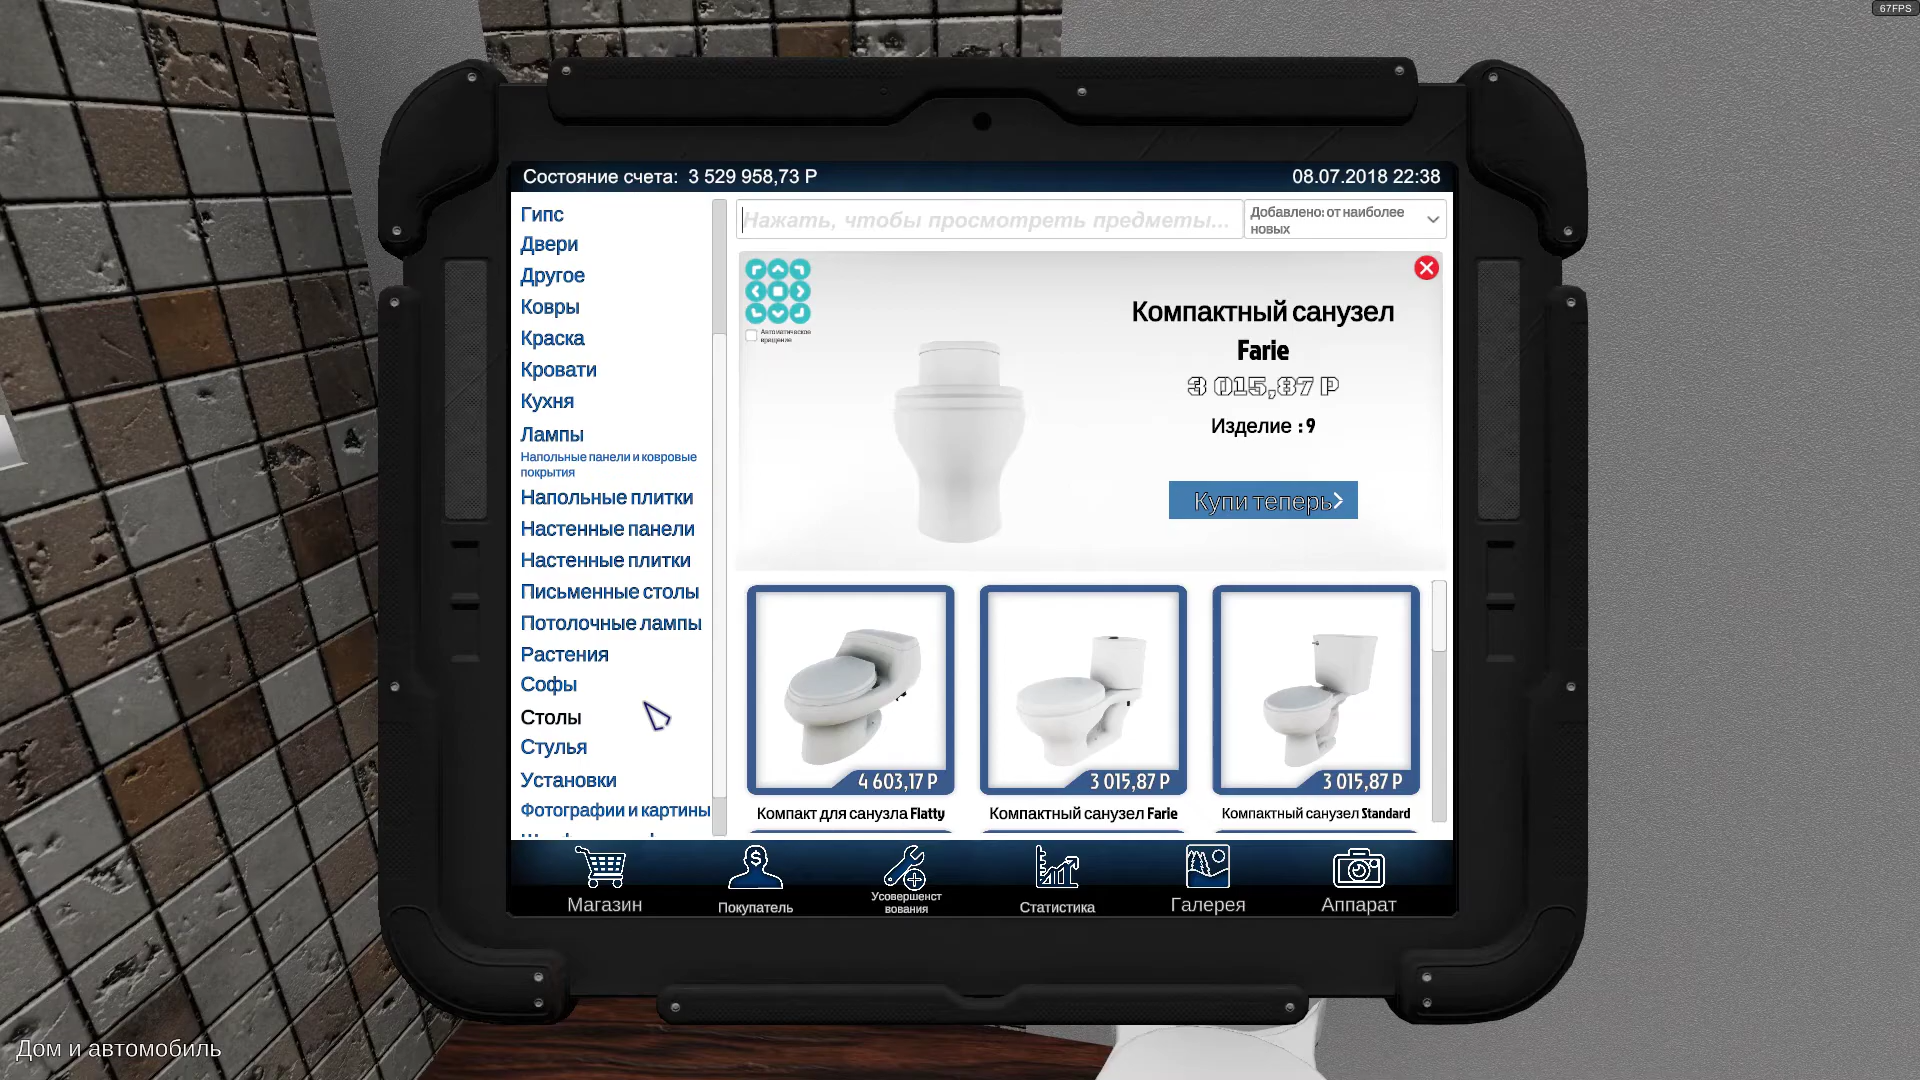 67FPS
Состояние счета: 3 529 958,73 Р
08.07.2018 22:38
Гипс
Двери
Другое
Ковры
Краска
Кровати
Кухня
Лампы
Напольные панели и ковровые
покрытия
Напольные плитки
Настенные панели
Настенные плитки
Письменные столы
Потолочные лампы
Растения
Софы
Столы
Стулья
Установки
Фотографии и картины
Нажать, чтобы просмотреть предметы...
Добавлено: от наиболее
новых
Автоматическое
вращение
Компактный санузел
Farie
3 015,87 Р
Изделие : 9
Купи теперь
4 603,17 Р
3 015,87 Р
3 015,87 Р
Компакт для санузла Flatty
Компактный санузел Farie
Компактный санузел Standard
Магазин
Покупатель
Усовершенст
вования
Статистика
Галерея
Аппарат
Дом и автомобиль